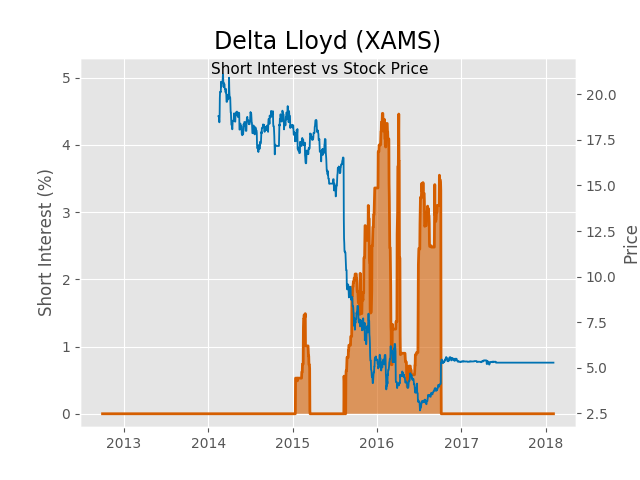 Delta Lloyd (XAMS)
Short Interest vs Stock Price
Short Interest (%)
5
4
3
2
1
0
20.0
17.5
15.0
12.5
10.0
7.5
5.0
2.5
Price
2013 2014 2015 2016 2017 2018